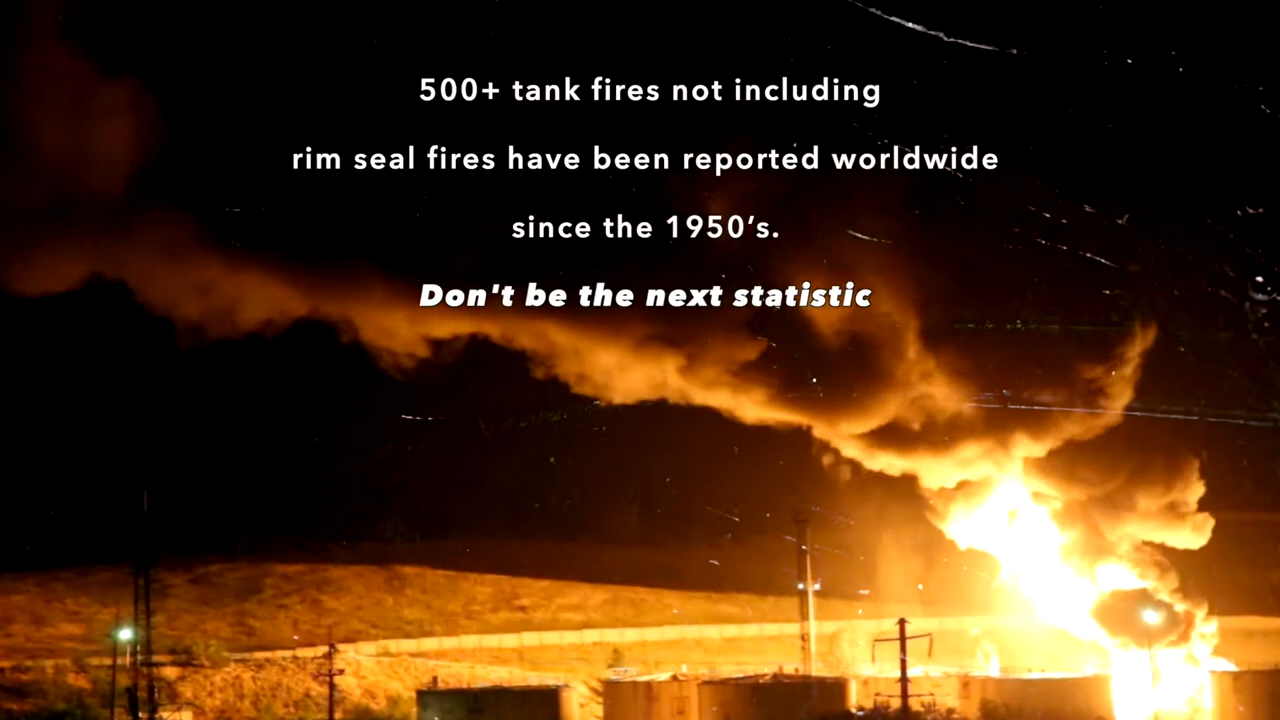 500+ tank fires not including
rim seal fires have been reported worldwide
since the 1950’s.
Don't be the next statistic